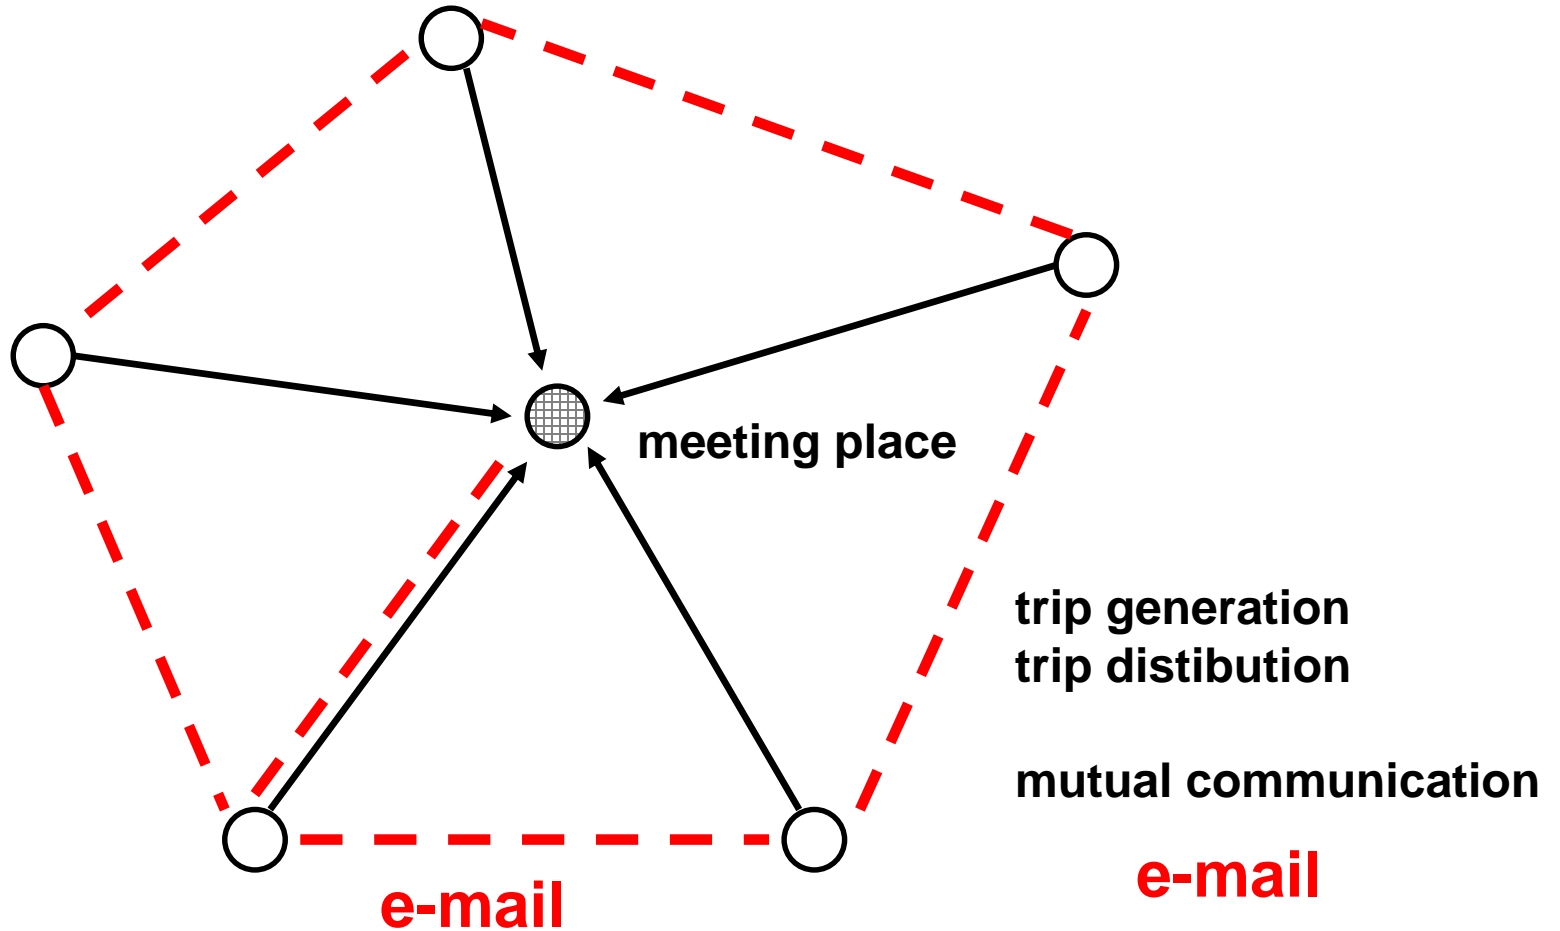 meeting place
trip generation
trip distibution
mutual communication
e-mail
e-mail